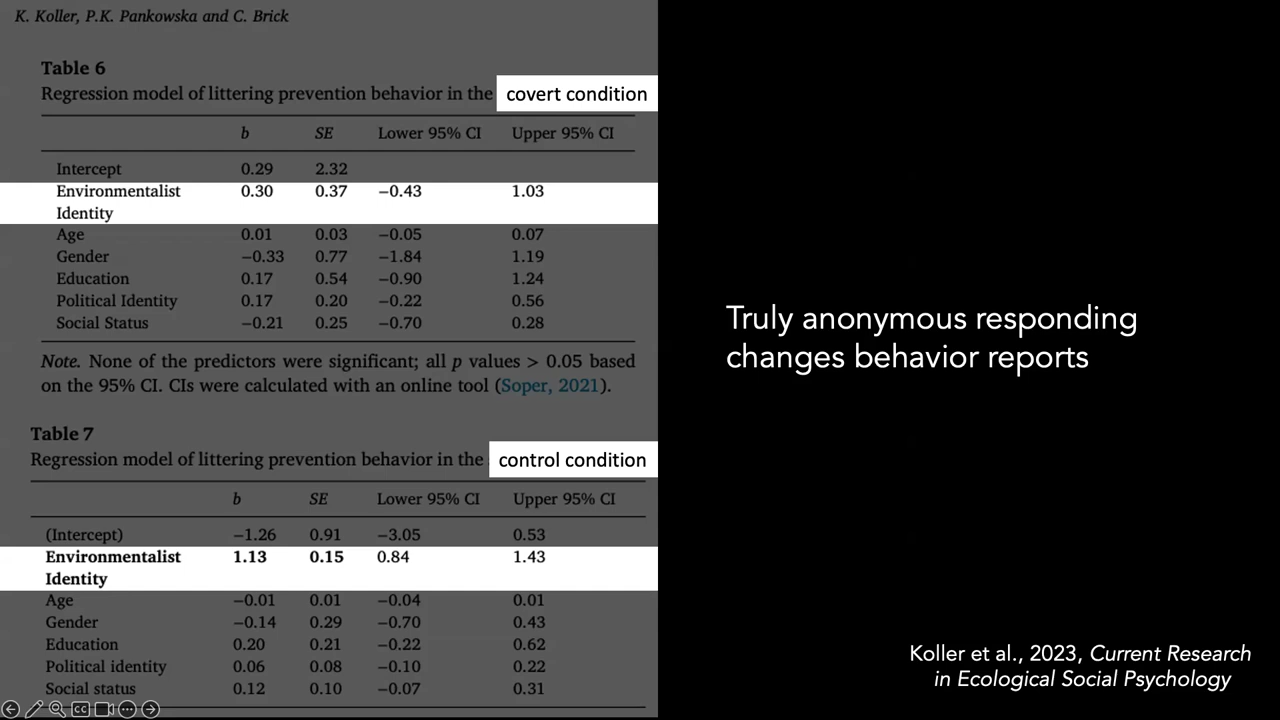 K. Koller, P.K. Pankowska and C. Brick
Table 6
Regression model of littering prevention behavior in the covert condition
b SE Lower 95% CI Upper 95% CI
Intercept 0.29 2.32
Environmentalist 0.30 0.37 −0.43 1.03
Identity
Age 0.01 0.03 −0.05 0.07
Gender −0.33 0.77 −1.84 1.19
Education 0.17 0.54 −0.90 1.24
Political Identity 0.17 0.20 −0.22 0.56
Social Status −0.21 0.25 −0.70 0.28
Note. None of the predictors were significant; all p values > 0.05 based
on the 95% CI. CIs were calculated with an online tool (Soper, 2021).
Table 7
Regression model of littering prevention behavior in the control condition
b SE Lower 95% CI Upper 95% CI
(Intercept) −1.26 0.91 −3.05 0.53
Environmentalist 1.13 0.15 0.84 1.43
Identity
Age −0.01 0.01 −0.04 0.01
Gender −0.14 0.29 −0.70 0.43
Education 0.20 0.21 −0.22 0.62
Political identity 0.06 0.08 −0.10 0.22
Social status 0.12 0.10 −0.07 0.31
CC
Truly anonymous responding
changes behavior reports
Koller et al., 2023, Current Research
in Ecological Social Psychology